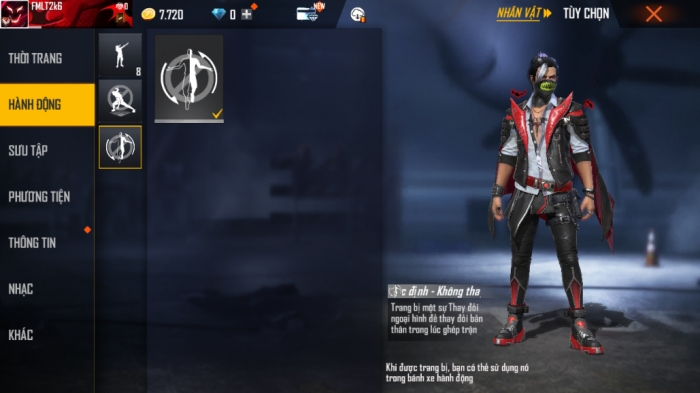 FMLT2k6
0
7.720
0
NEW
NHÂN VẬT
TÙY CHỌN
THỜI TRANG
HÀNH ĐỘNG
SƯU TẬP
PHƯƠNG TIỆN
THÔNG TIN
NHẠC
KHÁC
8
định - Không tha
Trang bị một sự Thay đổi
ngoại hình để thay đổi bản
thân trong lúc ghép trận
Khi được trang bị, bạn có thể sử dụng nó
trong bánh xe hành động